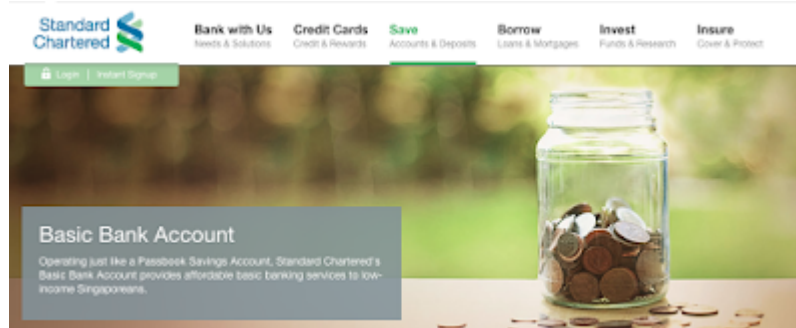 Standard
Chartered
Bank with Us
Needs & Solutions
Credit Cards
Credit & Rewards
Save
Accounts & Deposits
Borrow
Loans & Mortgages
Invest
Funds & Research
Insure
Cover & Protect
Login | Instant Signup
Basic Bank Account
Operating just like a Passbook Savings Account, Standard Chartered's
Basic Bank Account provides affordable basic banking services to low-
income Singaporeans.